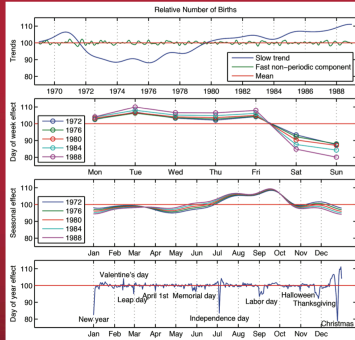 Relative Number of Births
Trends
110
100
90
80
Slow trend
Fast non-periodic component
Mean
1970 1972 1974 1976 1978 1980 1982 1984 1986 1988
Day of week effect
110
100
90
80
1972
1976
1980
1984
1988
Mon Tue Wed Thu Fri Sat Sun
Seasonal effect
110
100
90
80
1972
1976
1980
1984
1988
Jan Feb Mar Apr May Jun Jul Aug Sep Oct Nov Dec
Day of year effect
110
100
90
80
Valentine's day
Leap day
April 1st
Memorial day
Labor day
Halloween
Thanksgiving
New year
Independence day
Christmas
Jan Feb Mar Apr May Jun Jul Aug Sep Oct Nov Dec